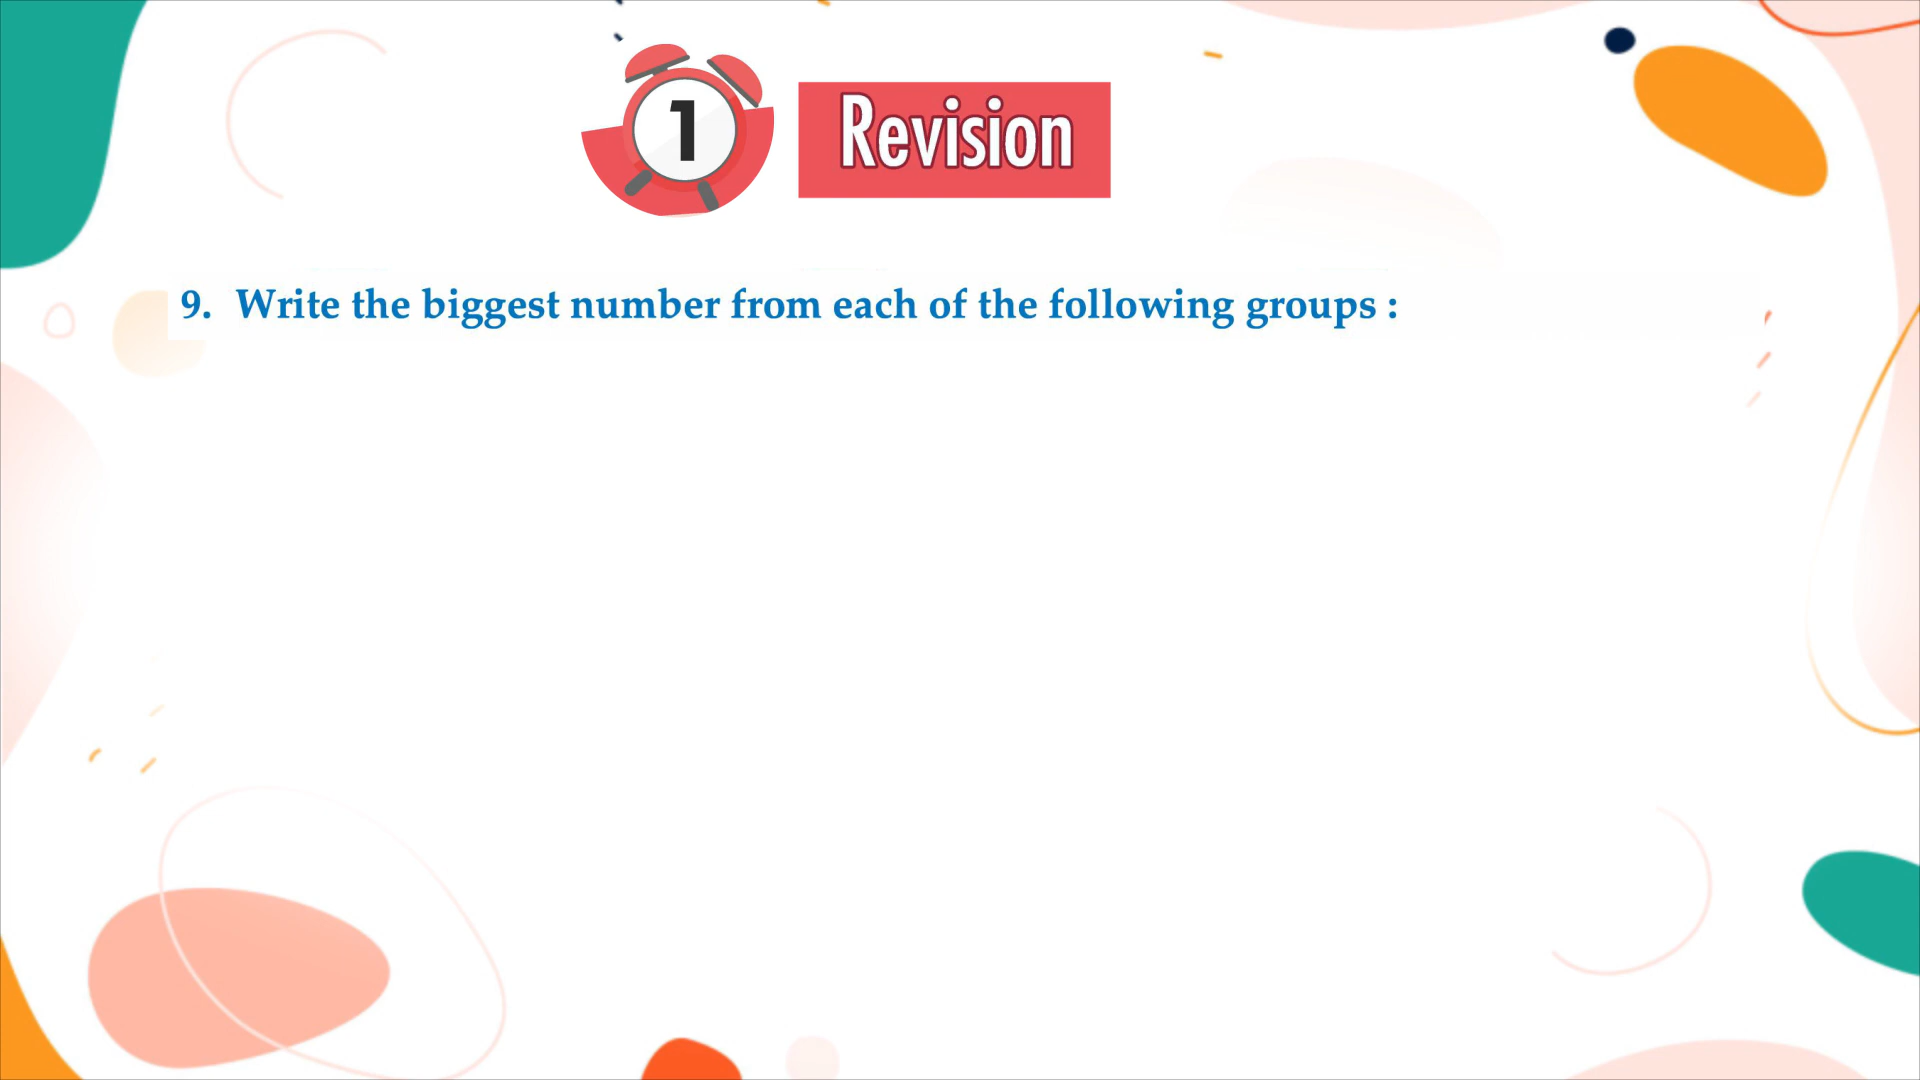 1
Revision
9. Write the biggest number from each of the following groups :